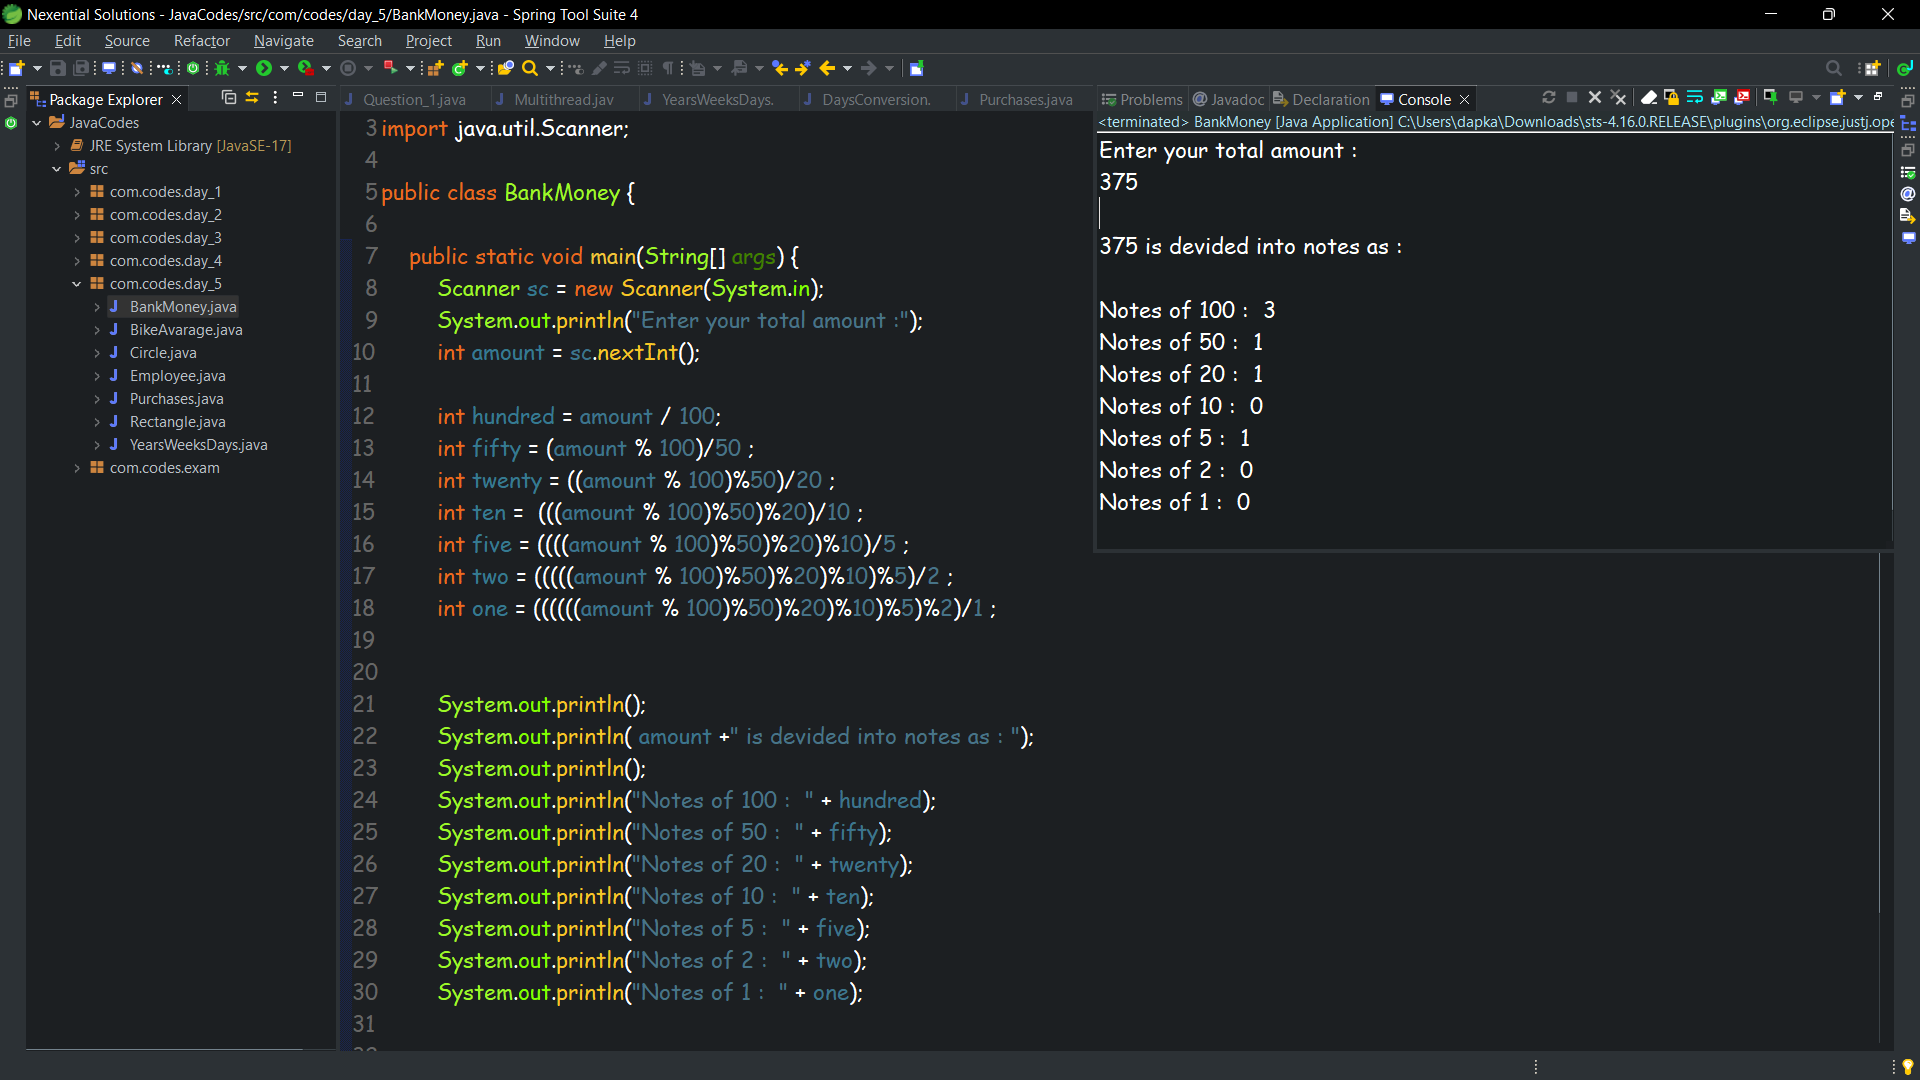 Nexential Solutions - JavaCodes/src/com/codes/day_5/BankMoney.java - Spring Tool Suite 4
File Edit Source Refactor Navigate Search Project Run Window Help
Package Explorer
JavaCodes
JRE System Library [JavaSE-17]
src
com.codes.day_1
com.codes.day_2
com.codes.day_3
com.codes.day_4
com.codes.day_5
BankMoney.java
BikeAvarage.java
Circle.java
Employee.java
Purchases.java
Rectangle.java
YearsWeeksDays.java
com.codes.exam
Question_1.java Multithread.jav YearsWeeksDays. DaysConversion. Purchases.java
3 import java.util.Scanner;
4
5 public class BankMoney {
6
7 public static void main(String[] args) {
8 Scanner sc = new Scanner(System.in);
9 System.out.println("Enter your total amount :");
10 int amount = sc.nextInt();
11
12 int hundred = amount / 100;
13 int fifty = (amount % 100)/50 ;
14 int twenty = ((amount % 100)%50)/20 ;
15 int ten = (((amount % 100)%50)%20)/10 ;
16 int five = ((((amount % 100)%50)%20)%10)/5 ;
17 int two = (((((amount % 100)%50)%20)%10)%5)/2 ;
18 int one = ((((((amount % 100)%50)%20)%10)%5)%2)/1 ;
19
20
21 System.out.println();
22 System.out.println( amount +" is devided into notes as : ");
23 System.out.println();
24 System.out.println("Notes of 100 : " + hundred);
25 System.out.println("Notes of 50 : " + fifty);
26 System.out.println("Notes of 20 : " + twenty);
27 System.out.println("Notes of 10 : " + ten);
28 System.out.println("Notes of 5 : " + five);
29 System.out.println("Notes of 2 : " + two);
30 System.out.println("Notes of 1 : " + one);
31
Problems @ Javadoc Declaration Console
<terminated> BankMoney [Java Application] C:\Users\dapka\Downloads\sts-4.16.0.RELEASE\plugins\org.eclipse.justj.ope
Enter your total amount :
375
375 is devided into notes as :
Notes of 100 : 3
Notes of 50 : 1
Notes of 20 : 1
Notes of 10 : 0
Notes of 5 : 1
Notes of 2 : 0
Notes of 1 : 0